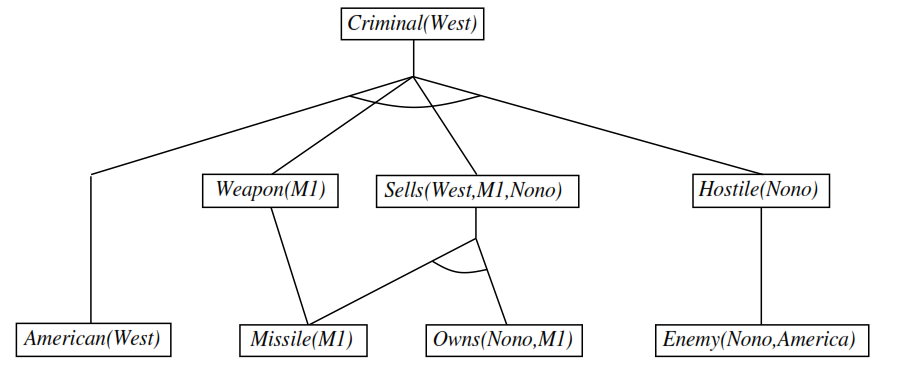 Criminal(West)
Weapon(M1)
Sells(West,M1,Nono)
Hostile(Nono)
American(West)
Missile(M1)
Owns(Nono,M1)
Enemy(Nono,America)